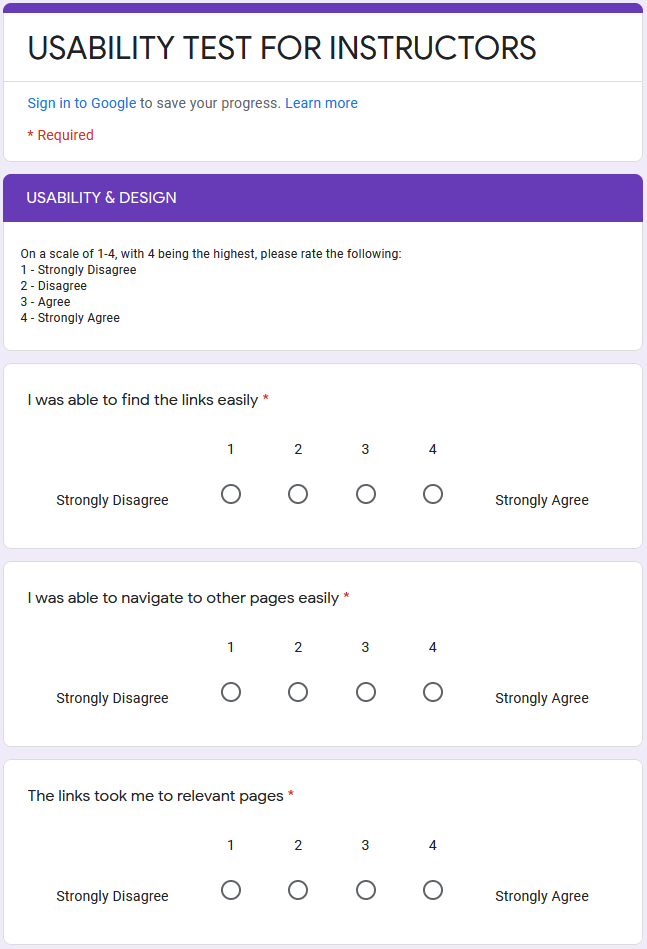 USABILITY TEST FOR INSTRUCTORS
Sign in to Google to save your progress. Learn more
* Required
USABILITY & DESIGN
On a scale of 1-4, with 4 being the highest, please rate the following:
1 - Strongly Disagree
2 - Disagree
3 - Agree
4 - Strongly Agree
I was able to find the links easily *
1 2 3 4
Strongly Disagree Strongly Agree
I was able to navigate to other pages easily *
1 2 3 4
Strongly Disagree Strongly Agree
The links took me to relevant pages *
1 2 3 4
Strongly Disagree Strongly Agree